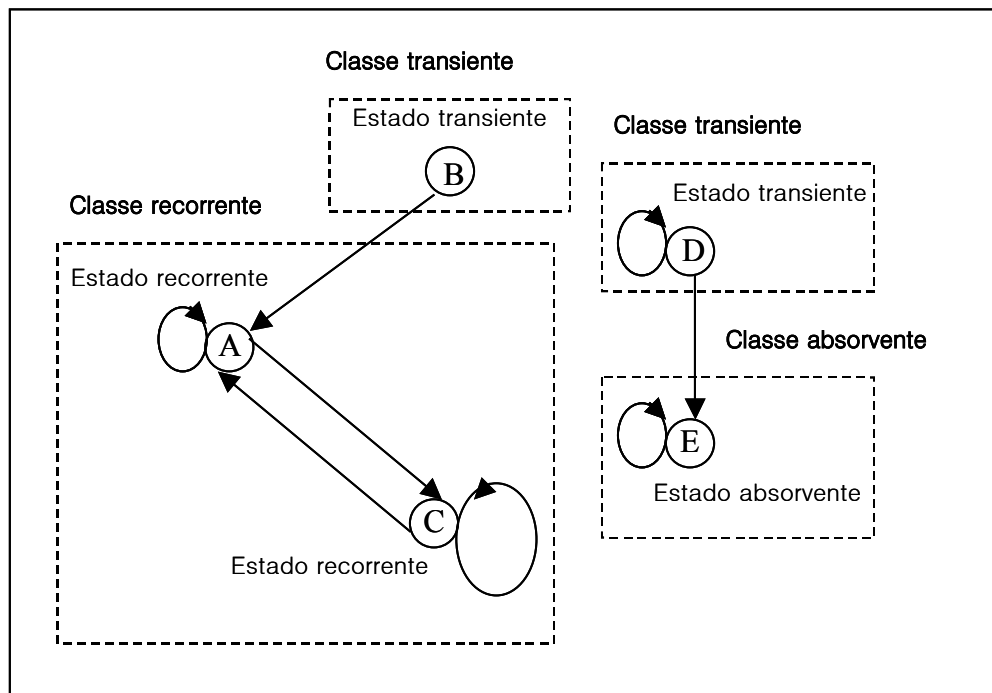 Classe transiente
Estado transiente
B
Classe transiente
Estado transiente
D
Classe recorrente
Estado recorrente
A
C
Estado recorrente
Classe absorvente
E
Estado absorvente